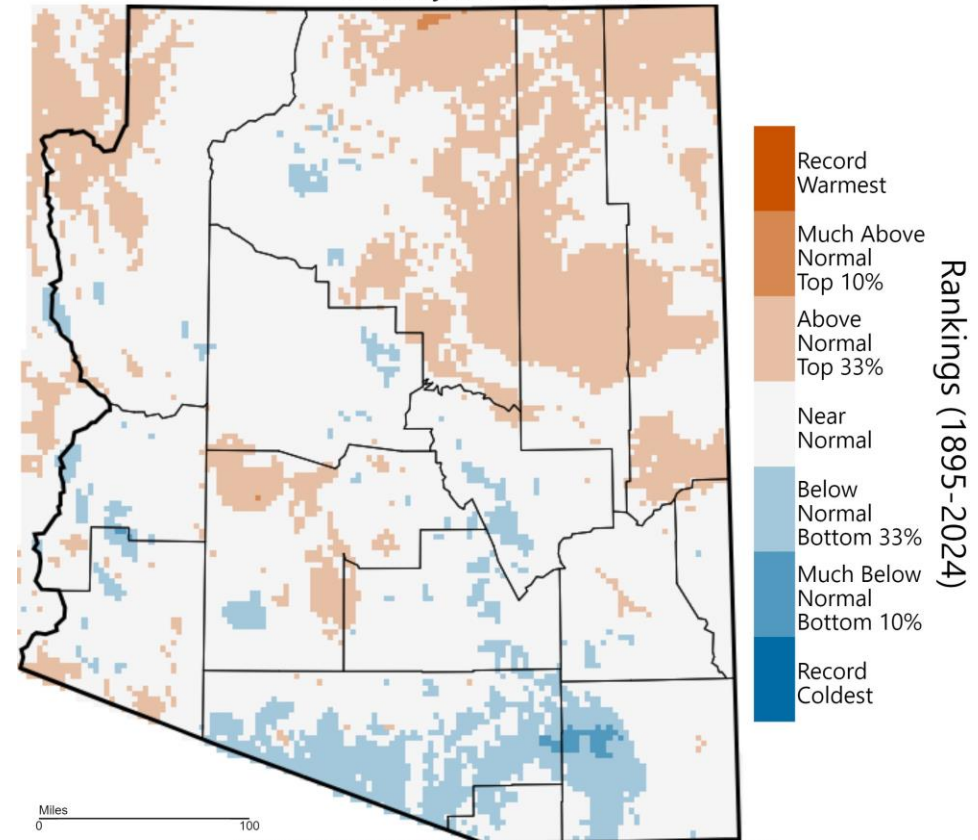 Record
Warmest
Much Above
Normal
Top 10%
Above
Normal
Top 33%
Near
Normal
Below
Normal
Bottom 33%
Much Below
Normal
Bottom 10%
Record
Coldest
Rankings (1895-2024)
Miles
0 100